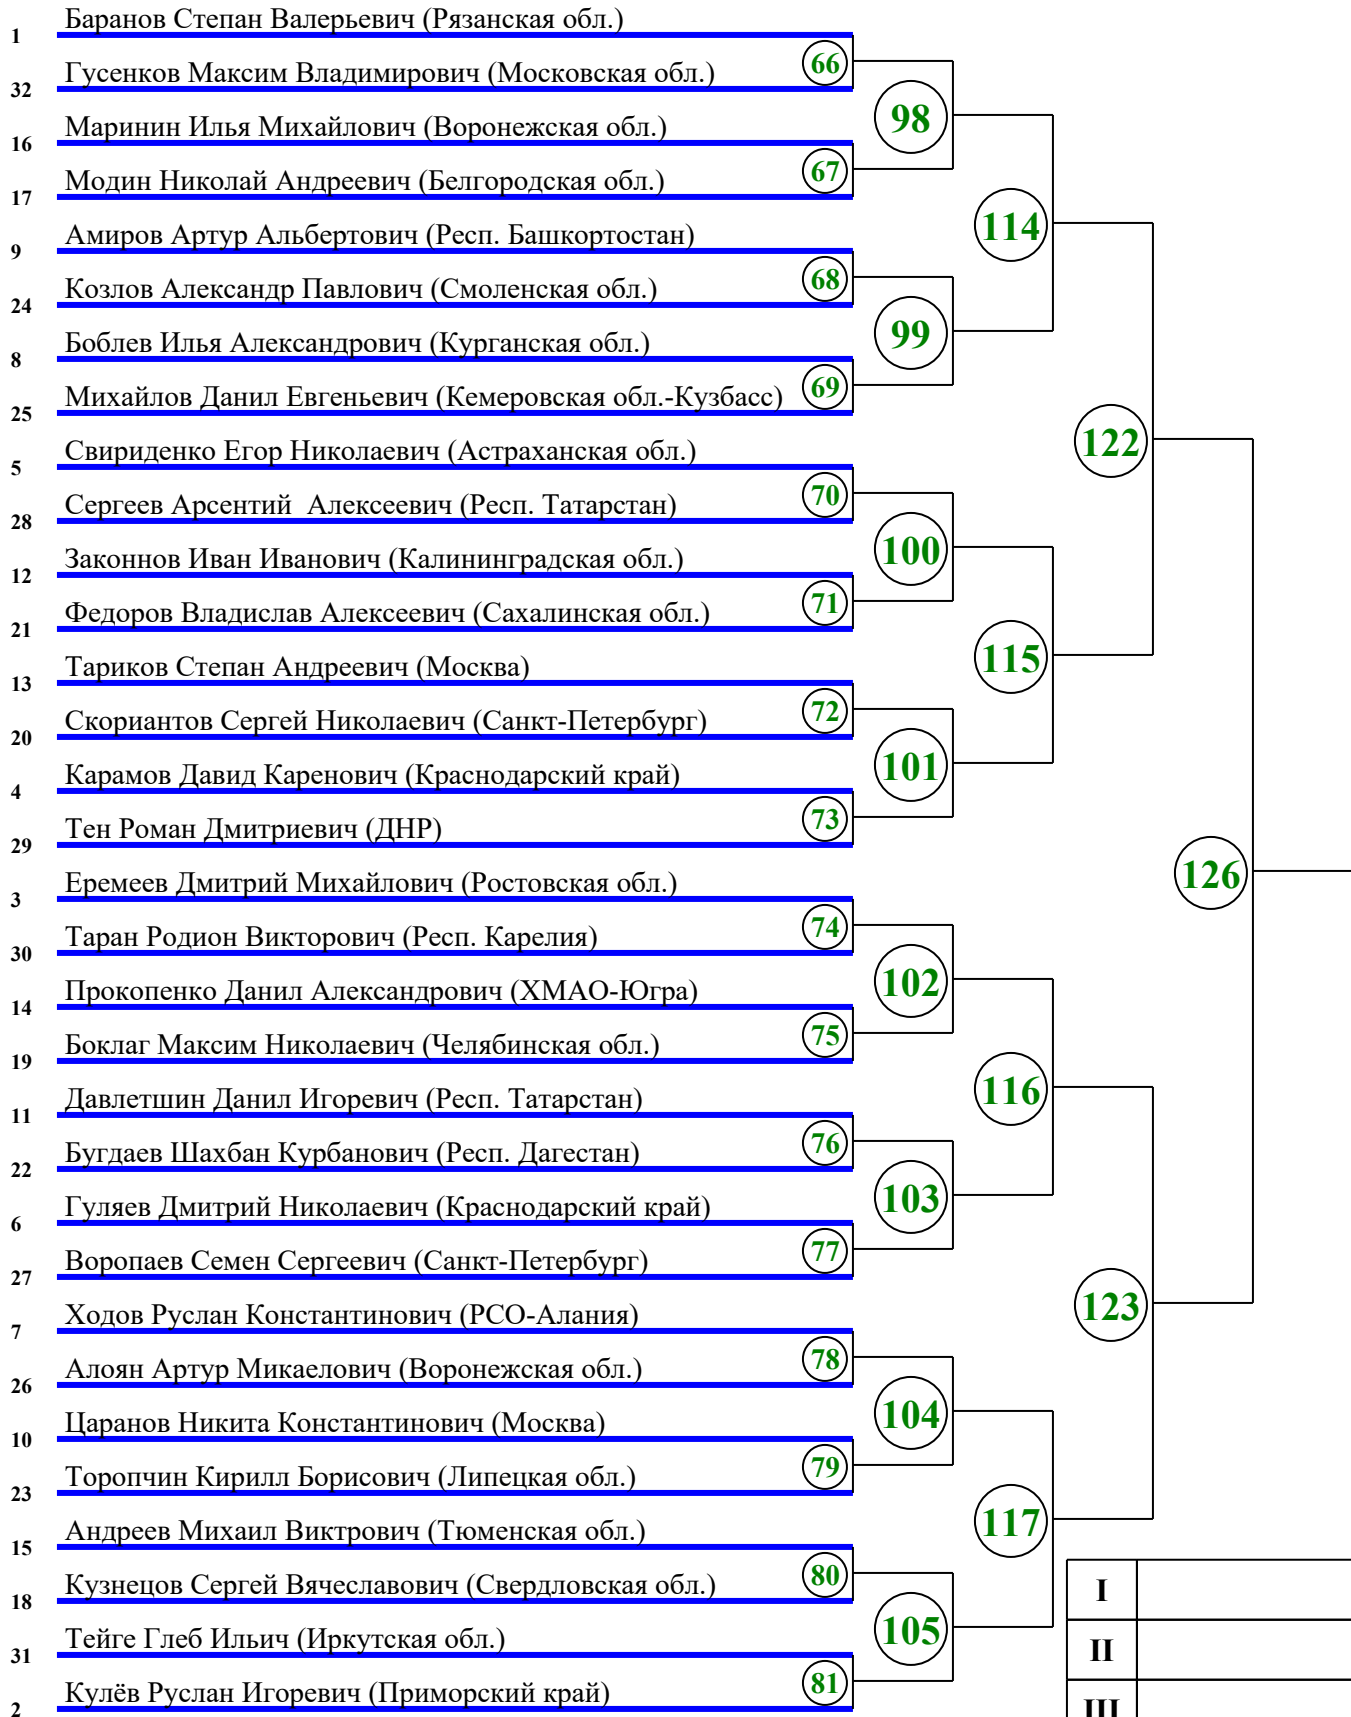 Баранов Степан Валерьевич (Рязанская обл.)
1
66
Гусенков Максим Владимирович (Московская обл.)
32
98
Маринин Илья Михайлович (Воронежская обл.)
16
67
Модин Николай Андреевич (Белгородская обл.)
17
114
Амиров Артур Альбертович (Респ. Башкортостан)
9
68
Козлов Александр Павлович (Смоленская обл.)
24
99
Боблев Илья Александрович (Курганская обл.)
8
69
Михайлов Данил Евгеньевич (Кемеровская обл.-Кузбасс)
25
122
Свириденко Егор Николаевич (Астраханская обл.)
5
70
Сергеев Арсентий  Алексеевич (Респ. Татарстан)
28
100
Законнов Иван Иванович (Калининградская обл.)
12
71
Федоров Владислав Алексеевич (Сахалинская обл.)
21
115
Тариков Степан Андреевич (Москва)
13
72
Скориантов Сергей Николаевич (Санкт-Петербург)
20
101
Карамов Давид Каренович (Краснодарский край)
4
73
Тен Роман Дмитриевич (ДНР)
29
126
Еремеев Дмитрий Михайлович (Ростовская обл.)
3
74
Таран Родион Викторович (Респ. Карелия)
30
102
Прокопенко Данил Александрович (ХМАО-Югра)
14
75
Боклаг Максим Николаевич (Челябинская обл.)
19
116
Давлетшин Данил Игоревич (Респ. Татарстан)
11
76
Бугдаев Шахбан Курбанович (Респ. Дагестан)
22
103
Гуляев Дмитрий Николаевич (Краснодарский край)
6
77
Воропаев Семен Сергеевич (Санкт-Петербург)
27
123
Ходов Руслан Константинович (РСО-Алания)
7
78
Алоян Артур Микаелович (Воронежская обл.)
26
104
Царанов Никита Константинович (Москва)
10
79
Торопчин Кирилл Борисович (Липецкая обл.)
23
117
Андреев Михаил Виктрович (Тюменская обл.)
15
80
Кузнецов Сергей Вячеславович (Свердловская обл.)
18
I
105
Тейге Глеб Ильич (Иркутская обл.)
31
II
81
Кулёв Руслан Игоревич (Приморский край)
2
III